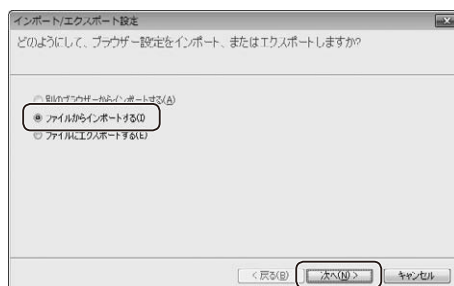 インポート/エクスポート設定
どのようにして、ブラウザー設定をインポート、またはエクスポートしますか?
別のブラウザーからインポートする(A)
ファイルからインポートする(I)
ファイルにエクスポートする(E)
< 戻る(B) 次へ(N) > キャンセル